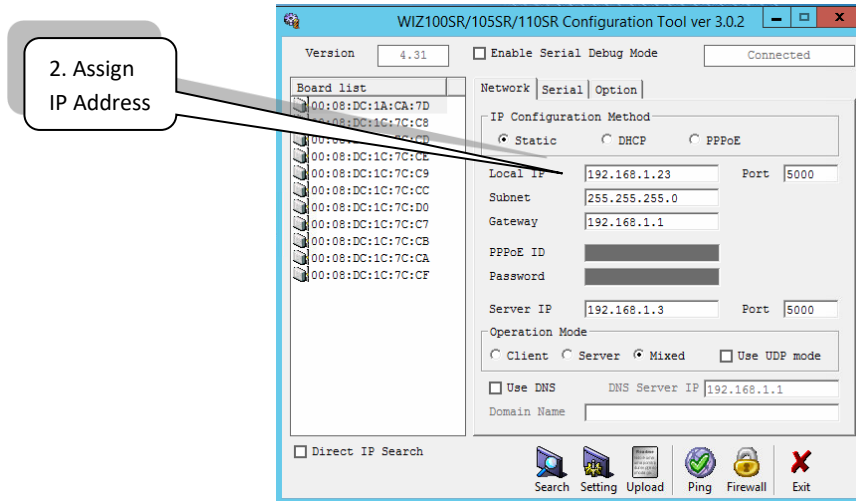 WIZ100SR/105SR/110SR Configuration Tool ver 3.0.2
2. Assign
IP Address
Version 4.31
Enable Serial Debug Mode
Connected
Board list
00:08:DC:1A:CA:7D
00:08:DC:1C:7C:C8
00:08:DC:1C:7C:CD
00:08:DC:1C:7C:CE
00:08:DC:1C:7C:C9
00:08:DC:1C:7C:CC
00:08:DC:1C:7C:D0
00:08:DC:1C:7C:C7
00:08:DC:1C:7C:CB
00:08:DC:1C:7C:CA
00:08:DC:1C:7C:CF
Network Serial Option
IP Configuration Method
Static DHCP PPPoE
Local IP 192.168.1.23 Port 5000
Subnet 255.255.255.0
Gateway 192.168.1.1
PPPoE ID
Password
Server IP 192.168.1.3 Port 5000
Operation Mode
Client Server Mixed Use UDP mode
Use DNS DNS Server IP 192.168.1.1
Domain Name
Direct IP Search
Search Setting Upload Ping Firewall Exit